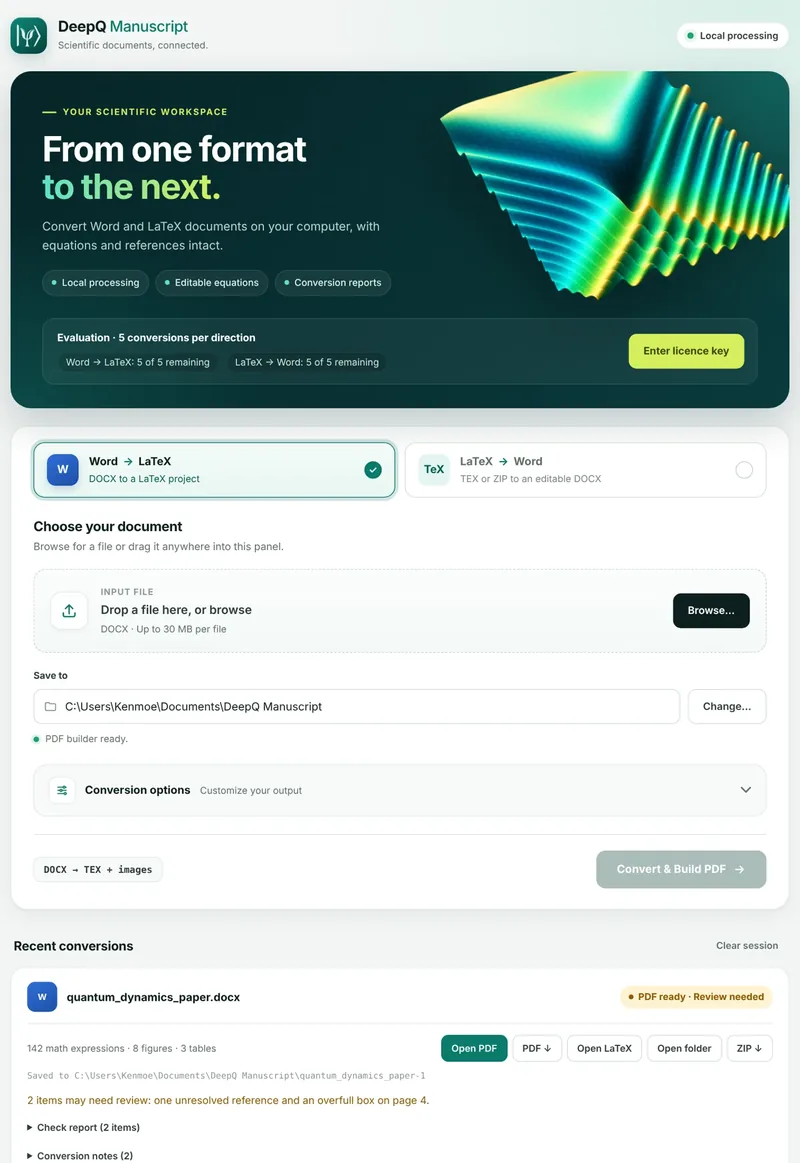 DeepQ Manuscript
Scientific documents, connected.
Local processing
YOUR SCIENTIFIC WORKSPACE
From one format
to the next.
Convert Word and LaTeX documents on your computer, with
equations and references intact.
Local processing
Editable equations
Conversion reports
Evaluation · 5 conversions per direction
Word → LaTeX: 5 of 5 remaining
LaTeX → Word: 5 of 5 remaining
Enter licence key
W
Word → LaTeX
DOCX to a LaTeX project
TeX
LaTeX → Word
TEX or ZIP to an editable DOCX
Choose your document
Browse for a file or drag it anywhere into this panel.
INPUT FILE
Drop a file here, or browse
DOCX · Up to 30 MB per file
Browse...
Save to
C:\Users\Kenmoe\Documents\DeepQ Manuscript
Change...
PDF builder ready.
Conversion options Customize your output
DOCX → TEX + images
Convert & Build PDF →
Recent conversions
Clear session
W
quantum_dynamics_paper.docx
PDF ready · Review needed
142 math expressions · 8 figures · 3 tables
Open PDF
PDF ↓
Open LaTeX
Open folder
ZIP ↓
Saved to C:\Users\Kenmoe\Documents\DeepQ Manuscript\quantum_dynamics_paper-1
2 items may need review: one unresolved reference and an overfull box on page 4.
Check report (2 items)
Conversion notes (2)